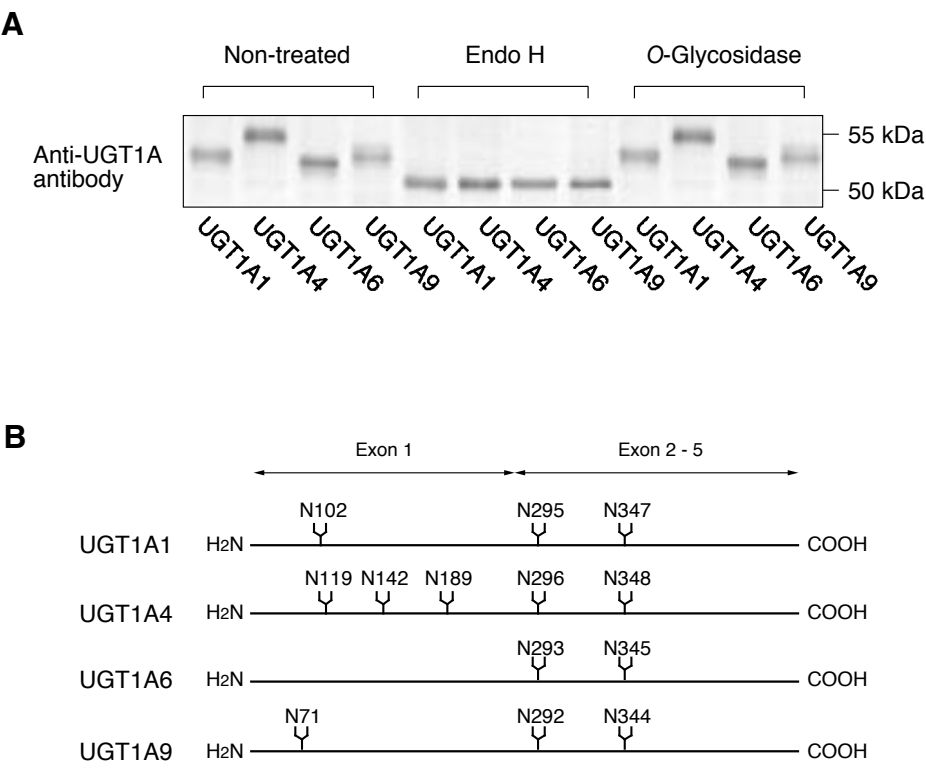 A
Non-treated Endo H O-Glycosidase
Anti-UGT1A
antibody
55 kDa
50 kDa
UGT1A1 UGT1A4 UGT1A6 UGT1A9 UGT1A1 UGT1A4 UGT1A6 UGT1A9 UGT1A1 UGT1A4 UGT1A6 UGT1A9
B
Exon 1 Exon 2 - 5
N102 N295 N347
UGT1A1 H2N COOH
N119 N142 N189 N296 N348
UGT1A4 H2N COOH
N293 N345
UGT1A6 H2N COOH
N71 N292 N344
UGT1A9 H2N COOH